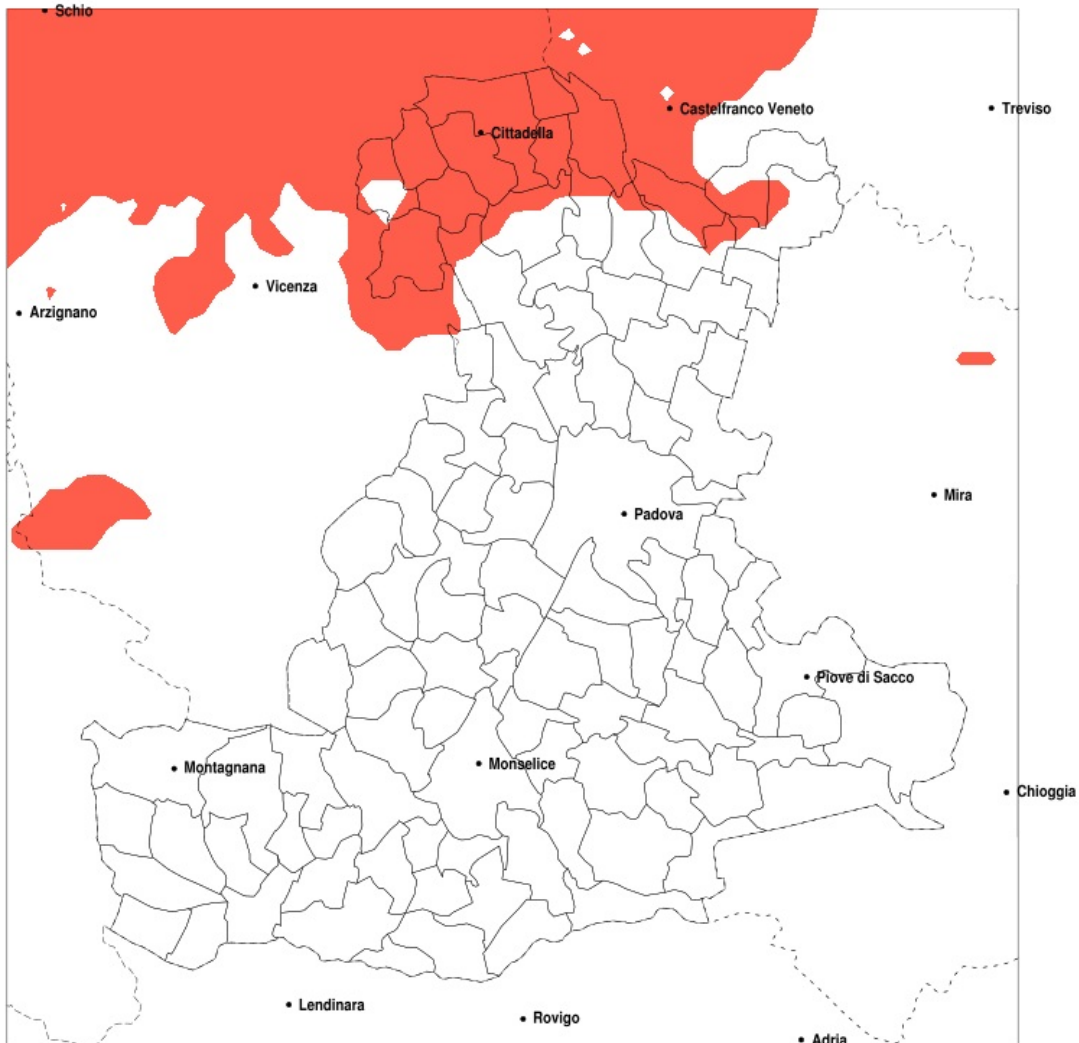 Schio
Castelfranco Veneto
Treviso
Cittadella
Vicenza
Arzignano
Mira
Padova
Piove di Sacco
Monselice
Montagnana
Chioggia
Lendinara
Rovigo
Adria